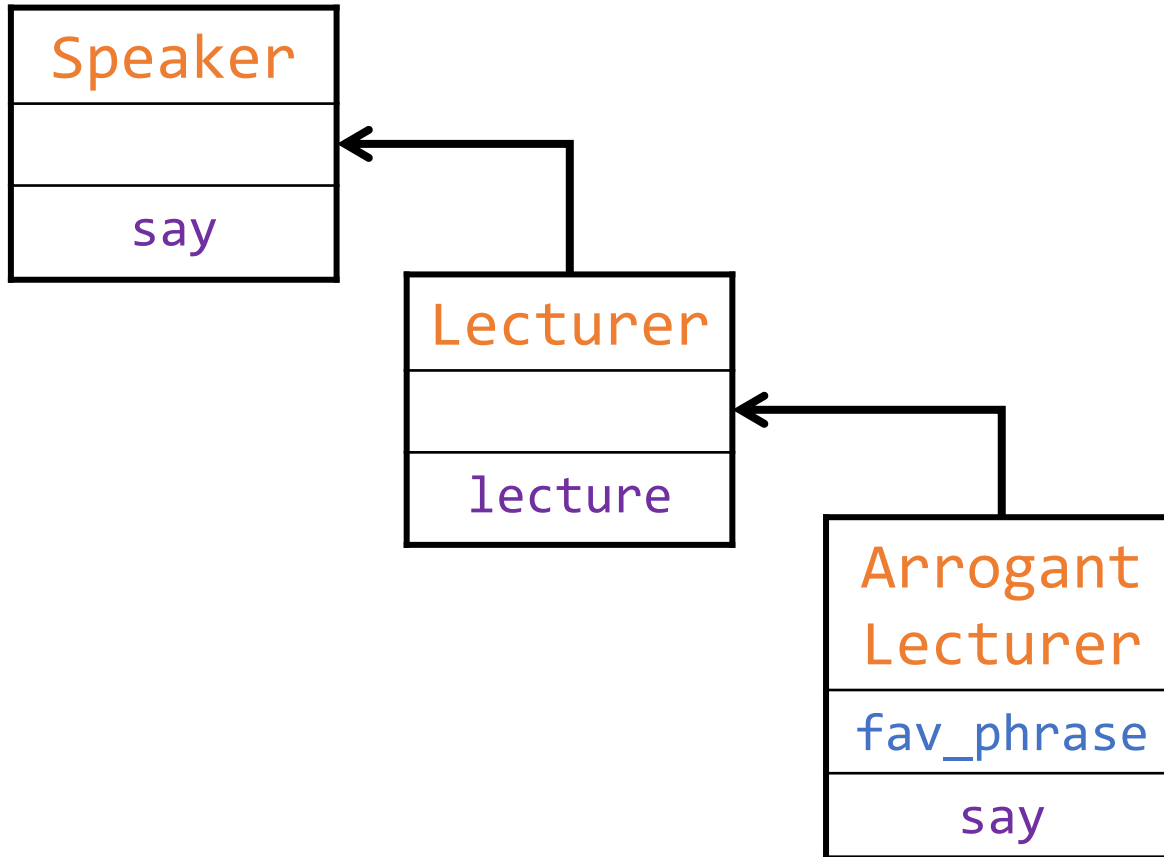 Speaker
say
Lecturer
lecture
Arrogant
Lecturer
fav_phrase
say